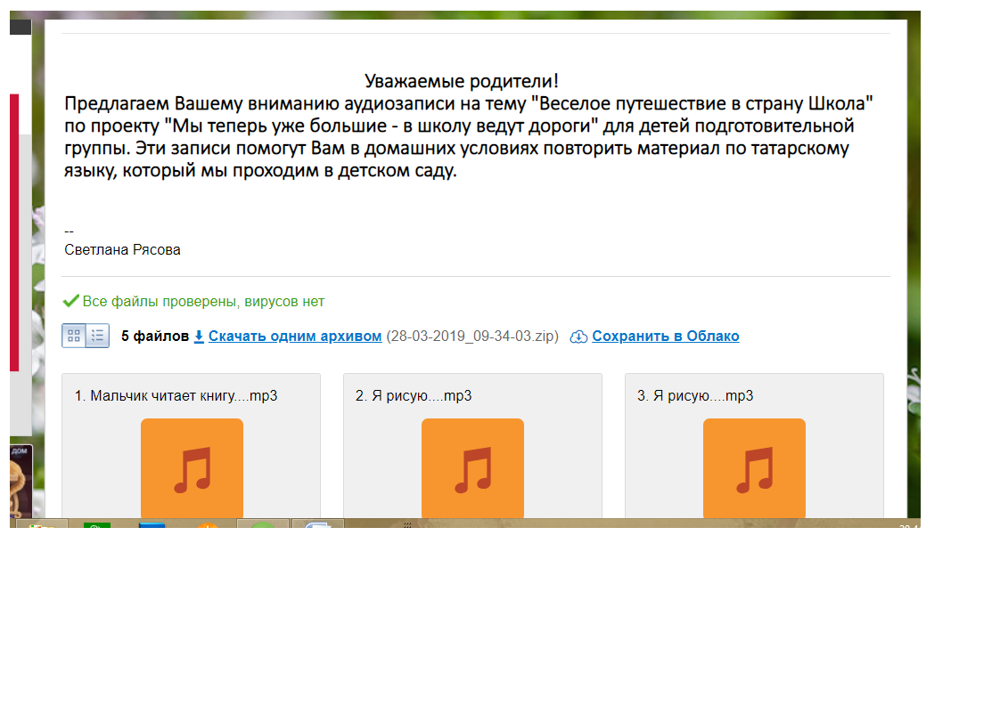 Уважаемые родители!
Предлагаем Вашему вниманию аудиозаписи на тему "Веселое путешествие в страну Школа"
по проекту "Мы теперь уже большие - в школу ведут дороги" для детей подготовительной
группы. Эти записи помогут Вам в домашних условиях повторить материал по татарскому
языку, который мы проходим в детском саду.
--
Светлана Рясова
Все файлы проверены, вирусов нет
5 файлов Скачать одним архивом (28-03-2019_09-34-03.zip) Сохранить в Облако
1. Мальчик читает книгу....mp3 2. Я рисую....mp3 3. Я рисую....mp3
дом